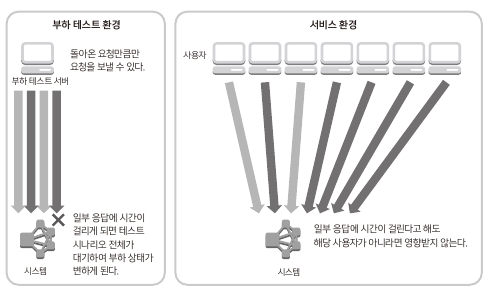 부하 테스트 환경
돌아온 요청만큼만
요청을 보낼 수 있다.
부하 테스트 서버
일부 응답에 시간이
걸리게 되면 테스트
시나리오 전체가
대기하여 부하 상태가
변하게 된다.
시스템
서비스 환경
사용자
일부 응답에 시간이 걸린다고 해도
해당 사용자가 아니라면 영향받지 않는다.
시스템